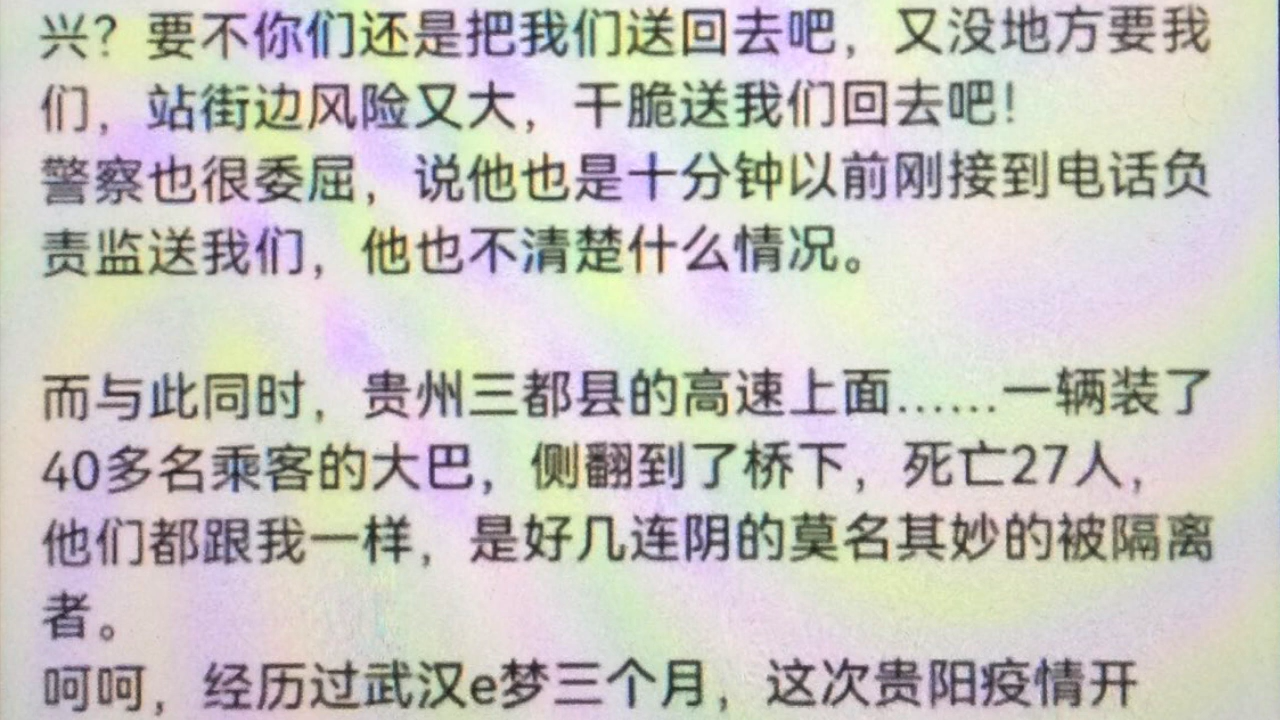 兴？要不你们还是把我们送回去吧，又没地方要我
们，站街边风险又大，干脆送我们回去吧！
警察也很委屈，说他也是十分钟以前刚接到电话负
责监送我们，他也不清楚什么情况。
而与此同时，贵州三都县的高速上面……一辆装了
40多名乘客的大巴，侧翻到了桥下，死亡27人，
他们都跟我一样，是好几连阴的莫名其妙的被隔离
者。
呵呵，经历过武汉e梦三个月，这次贵阳疫情开